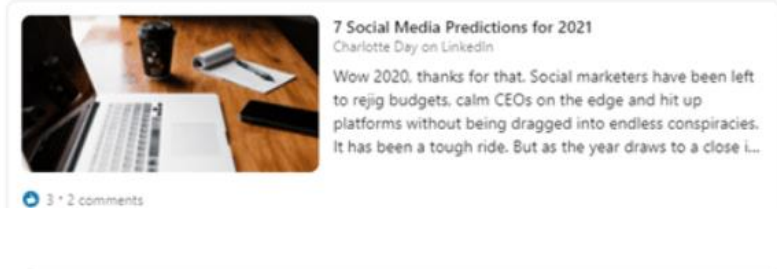 7 Social Media Predictions for 2021
Charlotte Day on LinkedIn
Wow 2020, thanks for that. Social marketers have been left
to rejig budgets, calm CEOs on the edge and hit up
platforms without being dragged into endless conspiracies.
It has been a tough ride. But as the year draws to a close i...
3 • 2 comments